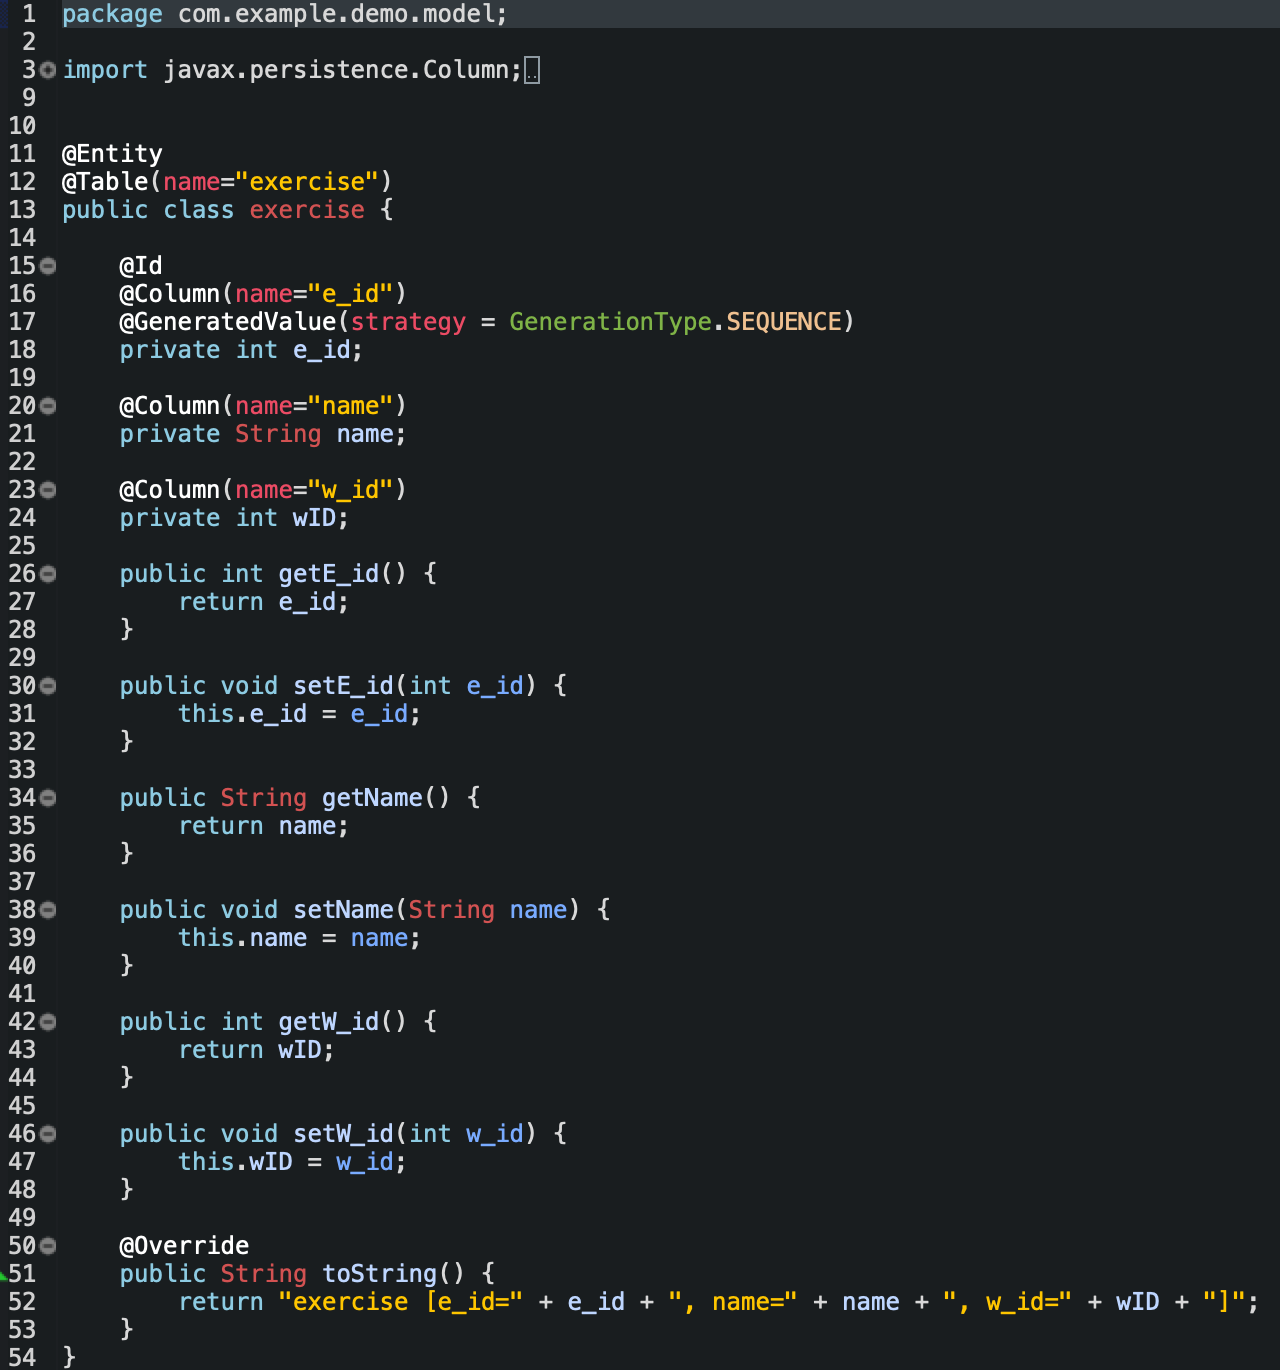 1 package com.example.demo.model;
2
3 import javax.persistence.Column;
9
10
11 @Entity
12 @Table(name="exercise")
13 public class exercise {
14
15 @Id
16 @Column(name="e_id")
17 @GeneratedValue(strategy = GenerationType.SEQUENCE)
18 private int e_id;
19
20 @Column(name="name")
21 private String name;
22
23 @Column(name="w_id")
24 private int wID;
25
26 public int getE_id() {
27 return e_id;
28 }
29
30 public void setE_id(int e_id) {
31 this.e_id = e_id;
32 }
33
34 public String getName() {
35 return name;
36 }
37
38 public void setName(String name) {
39 this.name = name;
40 }
41
42 public int getW_id() {
43 return wID;
44 }
45
46 public void setW_id(int w_id) {
47 this.wID = w_id;
48 }
49
50 @Override
51 public String toString() {
52 return "exercise [e_id=" + e_id + ", name=" + name + ", w_id=" + wID + "]";
53 }
54 }